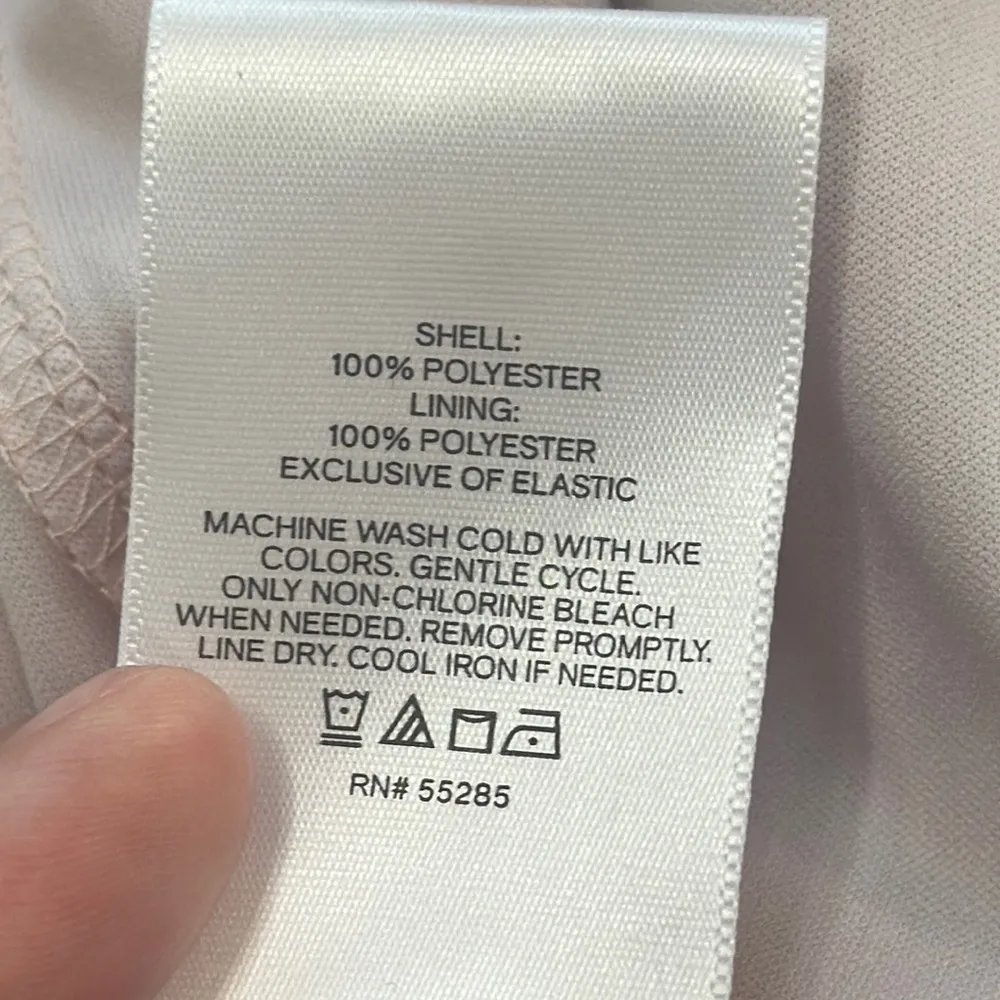 SHELL:
100% POLYESTER
LINING:
100% POLYESTER
EXCLUSIVE OF ELASTIC
MACHINE WASH COLD WITH LIKE
COLORS. GENTLE CYCLE.
ONLY NON-CHLORINE BLEACH
WHEN NEEDED. REMOVE PROMPTLY.
LINE DRY. COOL IRON IF NEEDED.
RN# 55285